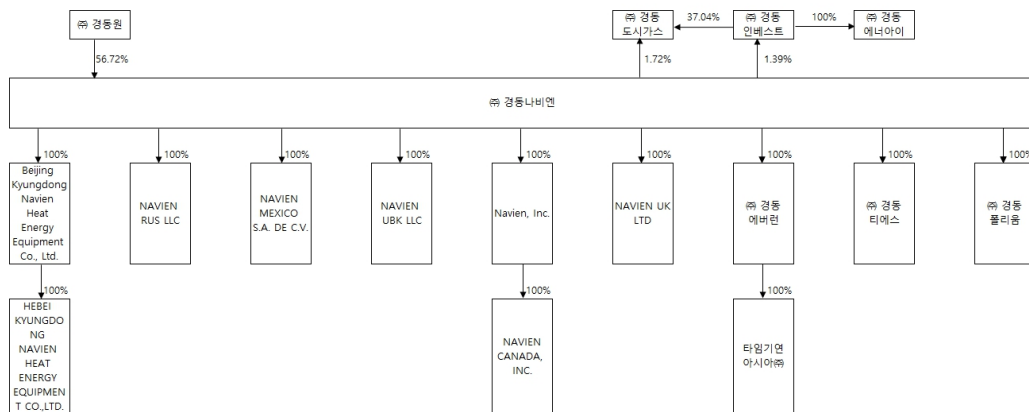 ㈜ 경동원
㈜ 경동
도시가스
37.04%
㈜ 경동
인베스트
100%
㈜ 경동
에너아이
56.72%
1.72%
1.39%
㈜ 경동나비엔
100%
100%
100%
100%
100%
100%
100%
100%
100%
Beijing
Kyungdong
Navien
Heat
Energy
Equipment
Co., Ltd.
NAVIEN
RUS LLC
NAVIEN
MEXICO
S.A. DE C.V.
NAVIEN
UBK LLC
Navien, Inc.
NAVIEN UK
LTD
㈜ 경동
에버런
㈜ 경동
티에스
㈜ 경동
폴리움
100%
100%
100%
HEBEI
KYUNGDO
NG
NAVIEN
HEAT
ENERGY
EQUIPMEN
T CO.,LTD.
NAVIEN
CANADA,
INC.
타임기연
아시아㈜